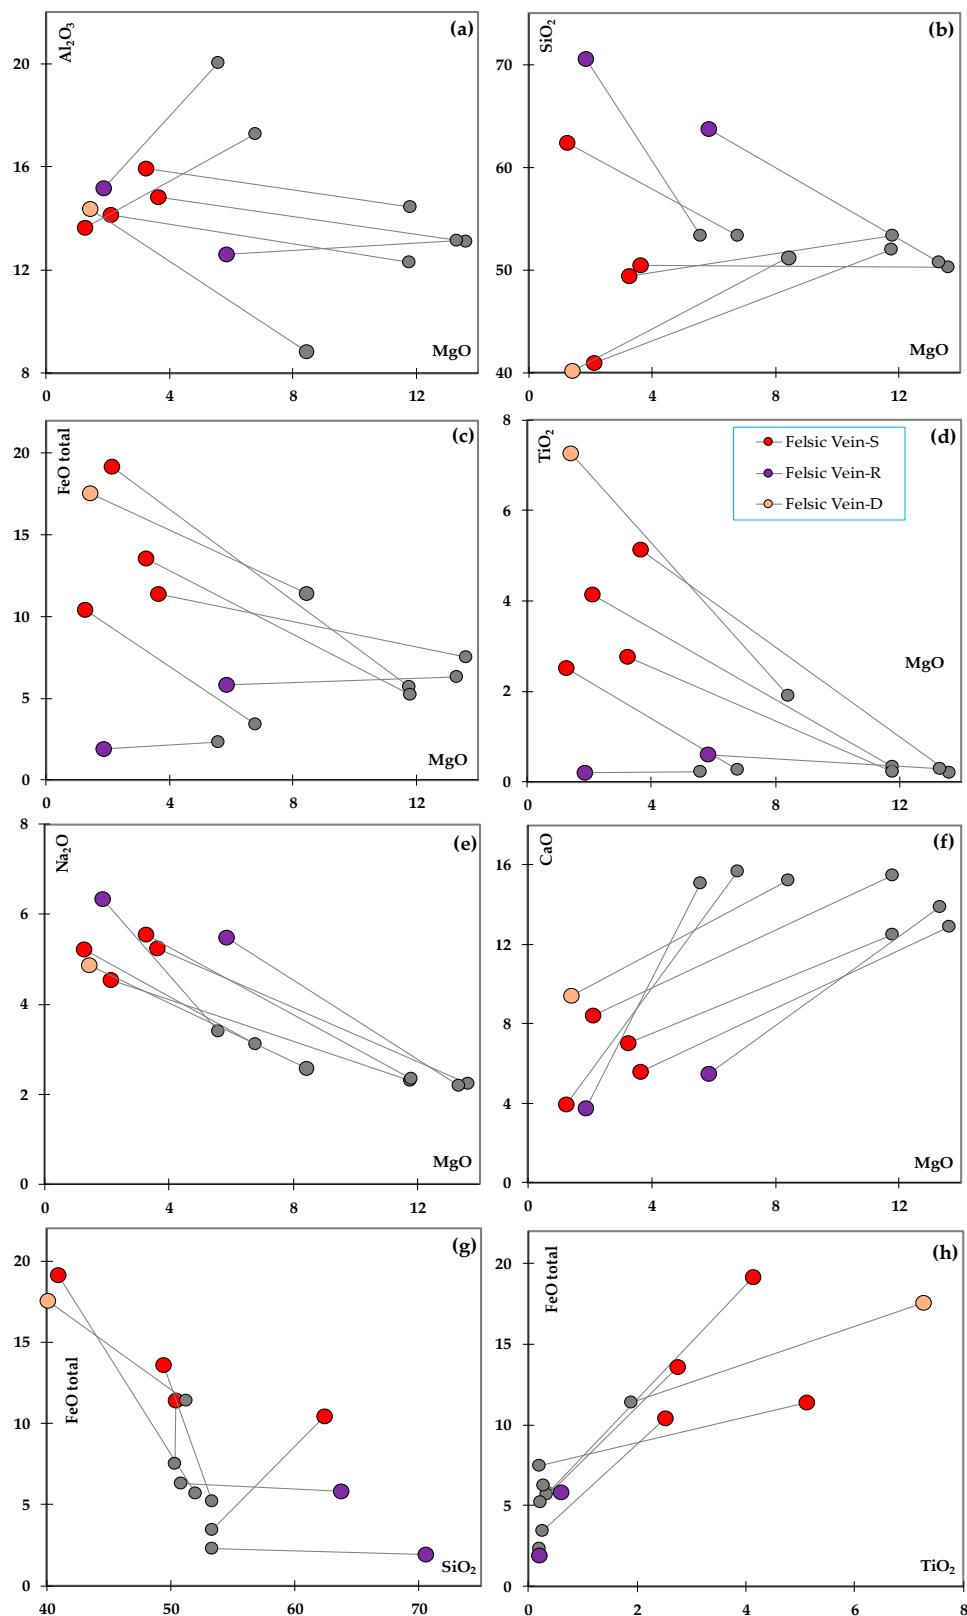 Al₂O₃
(a)
20
16
12
8
MgO
0 4 8 12
SiO₂
(b)
70
60
50
40
MgO
0 4 8 12
FeO total
(c)
20
15
10
5
0
MgO
0 4 8 12
TiO₂
(d)
8
6
4
2
0
Felsic Vein-S
Felsic Vein-R
Felsic Vein-D
MgO
0 4 8 12
Na₂O
(e)
8
6
4
2
0
MgO
0 4 8 12
CaO
(f)
16
12
8
4
0
MgO
0 4 8 12
(g)
20
15
10
5
0
FeO total
SiO₂
40 50 60 70
FeO total
(h)
20
15
10
5
0
TiO₂
0 2 4 6 8